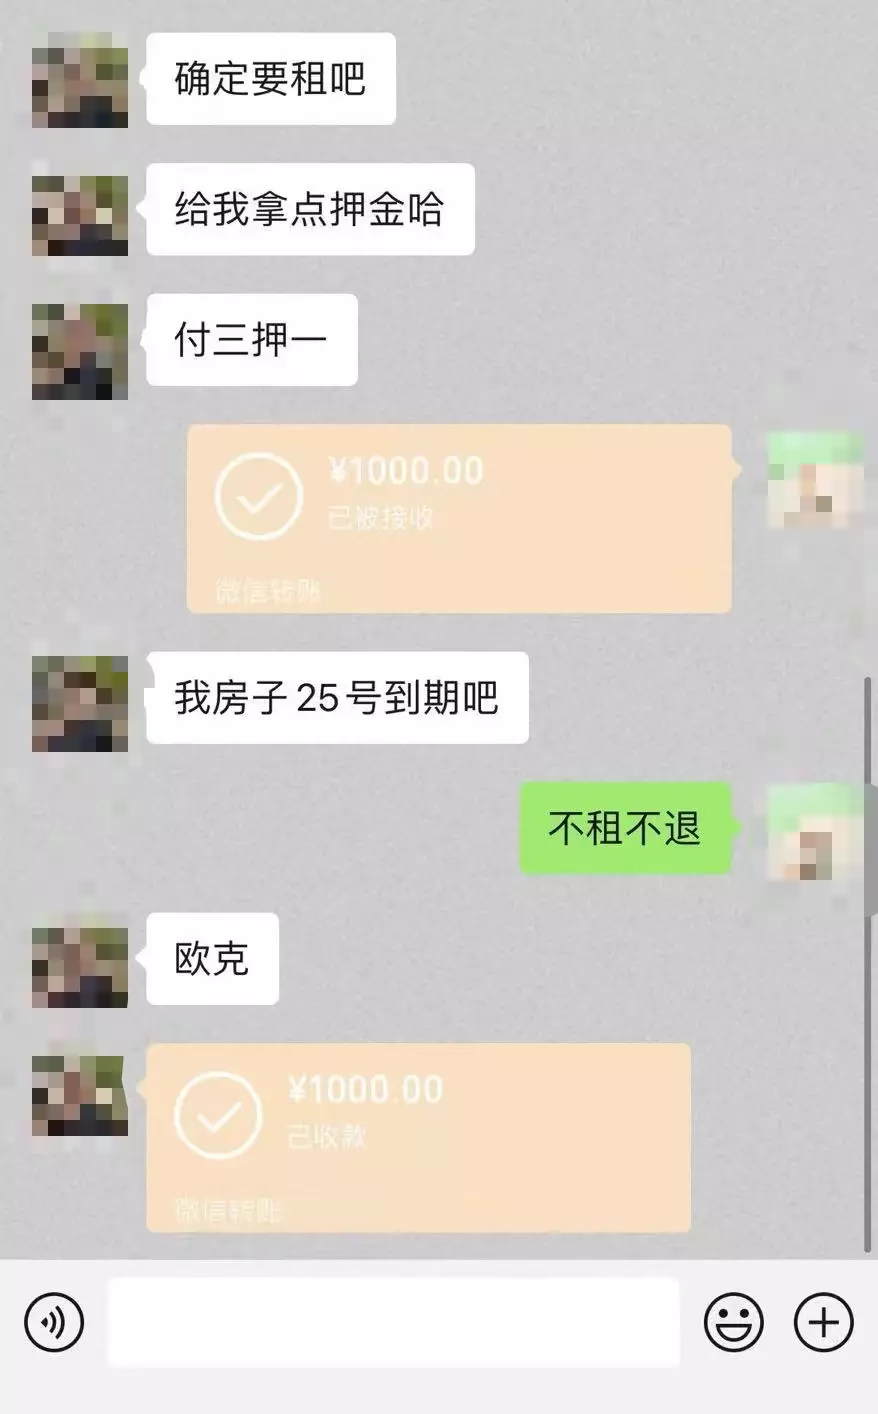 确定要租吧
给我拿点押金哈
付三押一
¥1000.00
已被接收
微信转账
我房子25号到期吧
不租不退
欧克
¥1000.00
已收款
微信转账